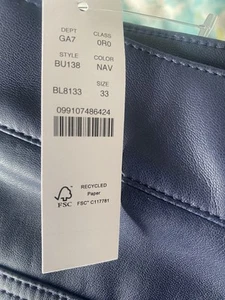 DEPT CLASS
GA7 0R0
STYLE COLOR
BU138 NAV
SIZE
BL8133 33
099107486424
RECYCLED
Paper
FSC® C117781
FSC